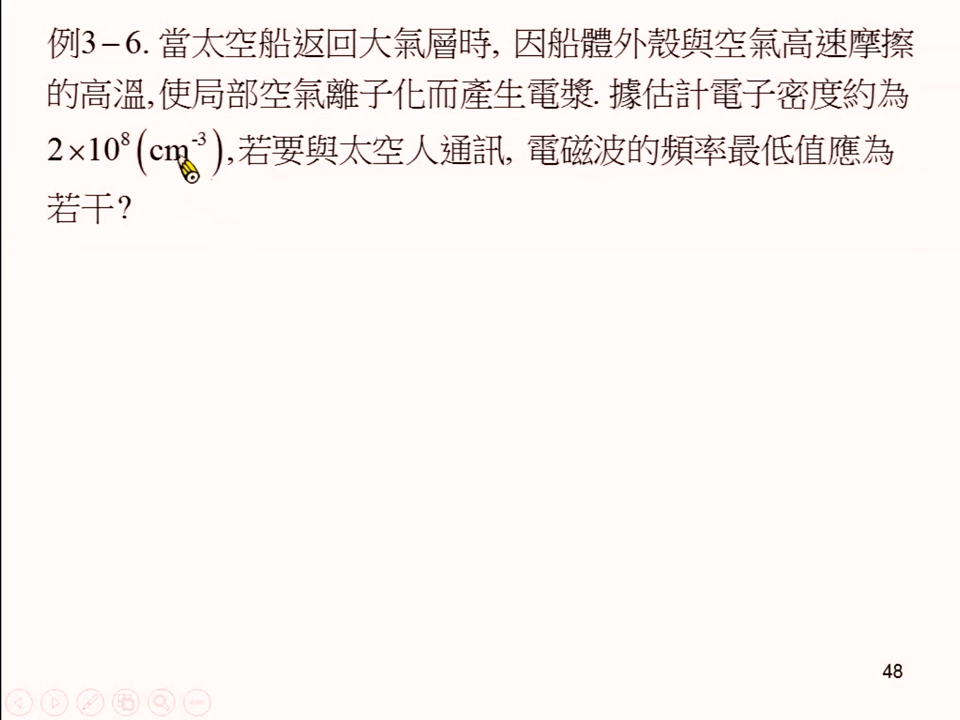 例3－6. 當太空船返回大氣層時, 因船體外殼與空氣高速摩擦
的高溫,使局部空氣離子化而產生電漿. 據估計電子密度約為
2×10⁸(cm⁻³),若要與太空人通訊, 電磁波的頻率最低值應為
若干?
48